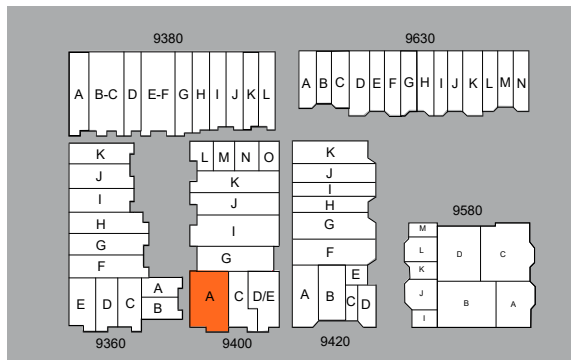 9380
9630
A B-C D E-F G H I J K L
A B C D E F G H I J K L M N
K
J
I
H
G
F
E D C
A
B
9360
L M N O
K
J
I
G
A C D/E
9400
K
J
I
H
G
F
E
A B C D
9420
9580
M
L
K
J
I
D C
B A